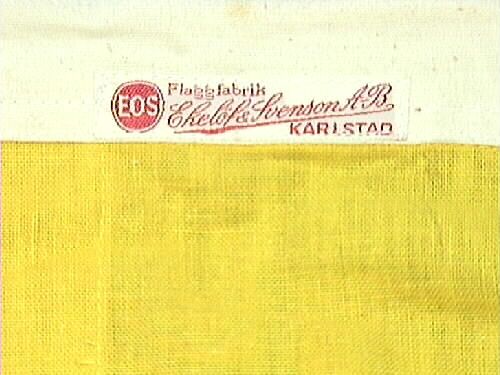 EOS
Flaggfabrik
Ekelöf & Svenson A-B
KARLSTAD